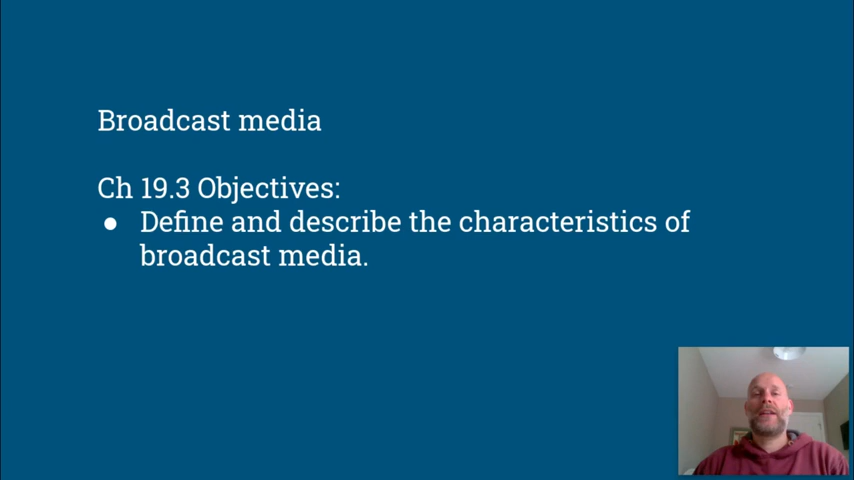 Broadcast media
Ch 19.3 Objectives:
● Define and describe the characteristics of
broadcast media.